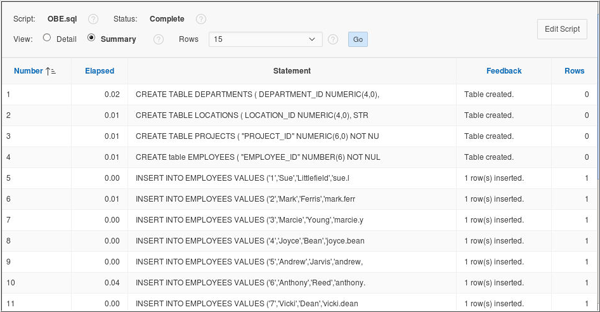 Script: OBE.sql Status: Complete
Edit Script
View: Detail Summary Rows 15 Go
Number Elapsed Statement Feedback Rows
1 0.02 CREATE TABLE DEPARTMENTS ( DEPARTMENT_ID NUMERIC(4,0), Table created. 0
2 0.01 CREATE TABLE LOCATIONS ( LOCATION_ID NUMERIC(4,0), STR Table created. 0
3 0.01 CREATE TABLE PROJECTS ( "PROJECT_ID" NUMERIC(6,0) NOT NU Table created. 0
4 0.01 CREATE table EMPLOYEES ( "EMPLOYEE_ID" NUMBER(6) NOT NUL Table created. 0
5 0.00 INSERT INTO EMPLOYEES VALUES ('1','Sue','Littlefield','sue.l 1 row(s) inserted. 1
6 0.01 INSERT INTO EMPLOYEES VALUES ('2','Mark','Ferris','mark.ferr 1 row(s) inserted. 1
7 0.00 INSERT INTO EMPLOYEES VALUES ('3','Marcie','Young','marcie.y 1 row(s) inserted. 1
8 0.00 INSERT INTO EMPLOYEES VALUES ('4','Joyce','Bean','joyce.bean 1 row(s) inserted. 1
9 0.00 INSERT INTO EMPLOYEES VALUES ('5','Andrew','Jarvis','andrew, 1 row(s) inserted. 1
10 0.04 INSERT INTO EMPLOYEES VALUES ('6','Anthony','Reed','anthony. 1 row(s) inserted. 1
11 0.00 INSERT INTO EMPLOYEES VALUES ('7','Vicki','Dean','vicki.dean 1 row(s) inserted. 1